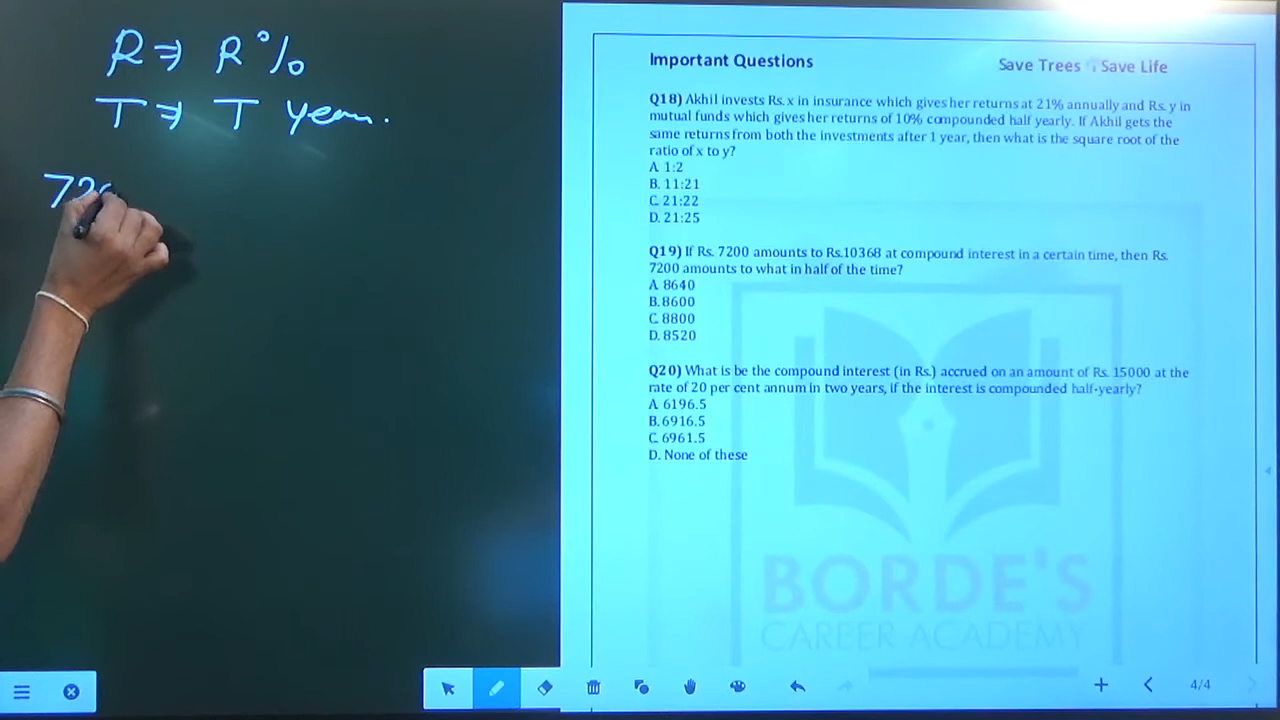 R ⇒ R%
T ⇒ T year.
72
Important Questions
Save Trees Save Life
Q18) Akhil invests Rs. x in insurance which gives her returns at 21% annually and Rs. y in
mutual funds which gives her returns of 10% compounded half yearly. If Akhil gets the
same returns from both the investments after 1 year, then what is the square root of the
ratio of x to y?
A 1:2
B. 11:21
C. 21:22
D. 21:25
Q19) If Rs. 7200 amounts to Rs.10368 at compound interest in a certain time, then Rs.
7200 amounts to what in half of the time?
A 8640
B. 8600
C. 8800
D. 8520
Q20) What is be the compound interest (in Rs.) accrued on an amount of Rs. 15000 at the
rate of 20 per cent annum in two years, if the interest is compounded half-yearly?
A 6196.5
B. 6916.5
C. 6961.5
D. None of these
BORDE'S
CAREER ACADEMY
4/4